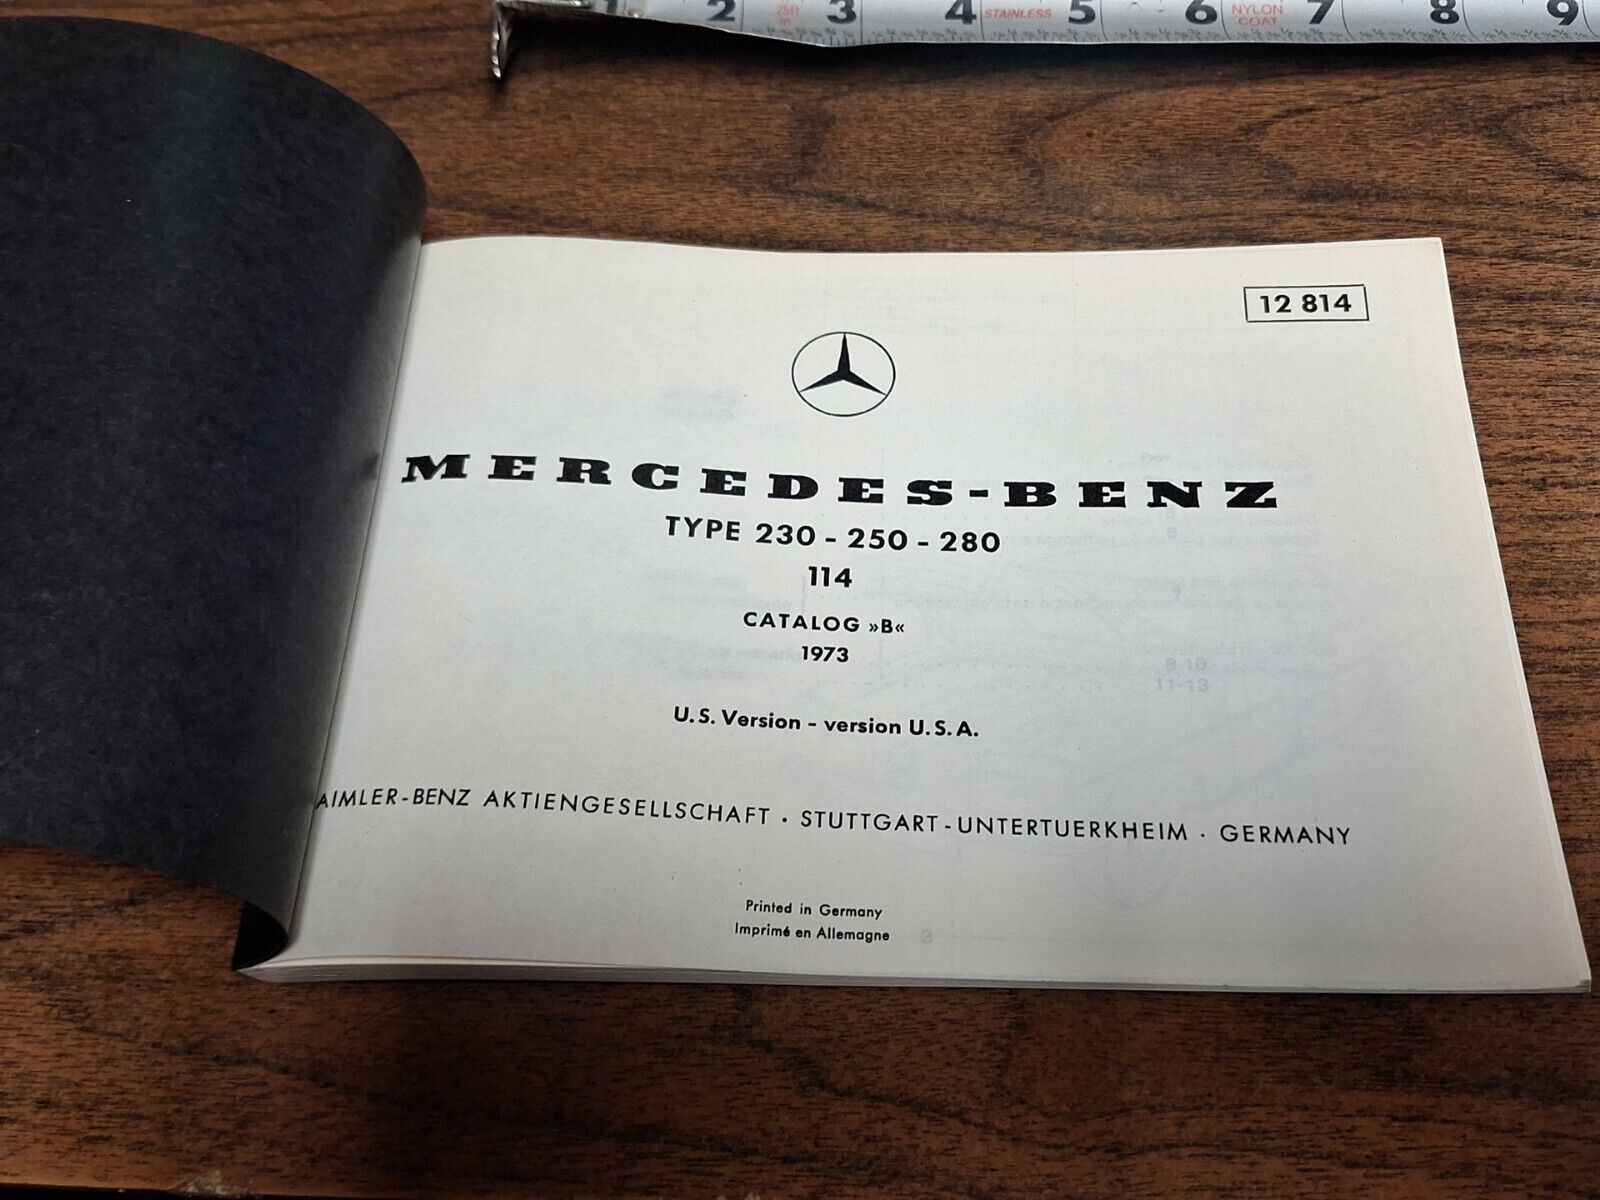 1 2 3 4 STAINLESS 5 6 NYLON 7 8 9
COAT
12 814
MERCEDES-BENZ
TYPE 230 - 250 - 280
114
CATALOG »B«
1973
U.S. Version - version U.S.A.
AIMLER-BENZ AKTIENGESELLSCHAFT · STUTTGART-UNTERTUERKHEIM · GERMANY
Printed in Germany
Imprimé en Allemagne